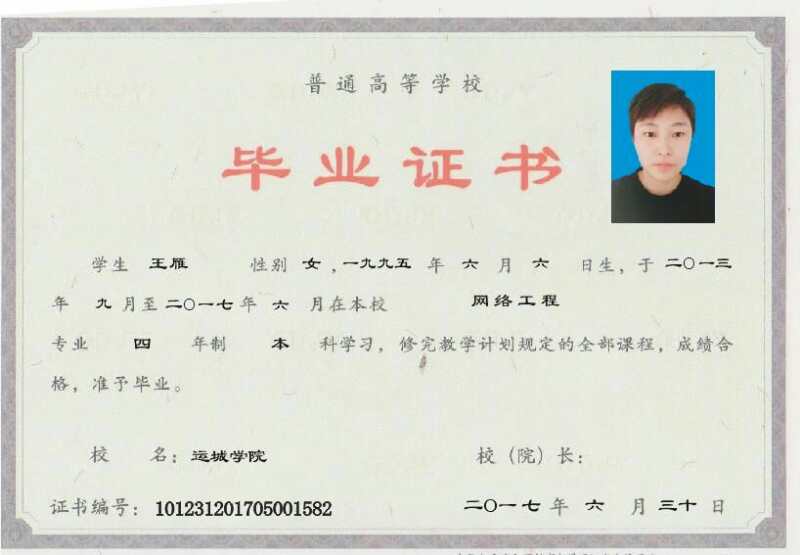 普通高等学校
毕业证书
学生 王雁 性别 女，一九九五 年 六 月 六 日生，于 二〇一三
年 九 月至 二〇一七 年 六 月在本校 网络工程
专业 四 年制 本 科学习，修完教学计划规定的全部课程，成绩合
格，准予毕业。
校 名：运城学院 校（院）长：
证书编号：101231201705001582 二〇一七 年 六 月 三十 日